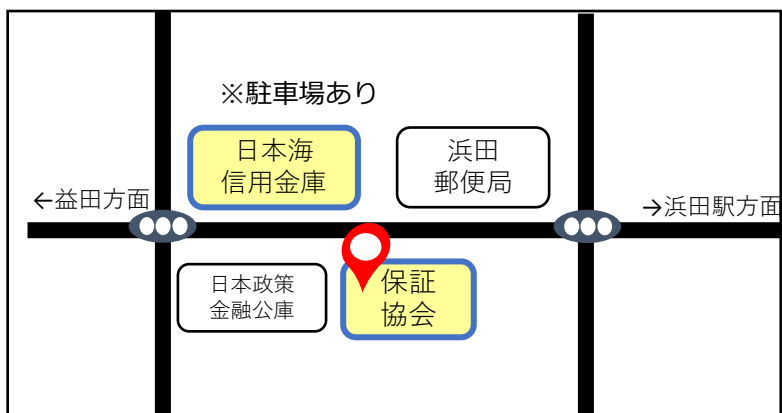 ※駐車場あり
日本海
信用金庫
浜田
郵便局
←益田方面
→浜田駅方面
日本政策
金融公庫
保証
協会